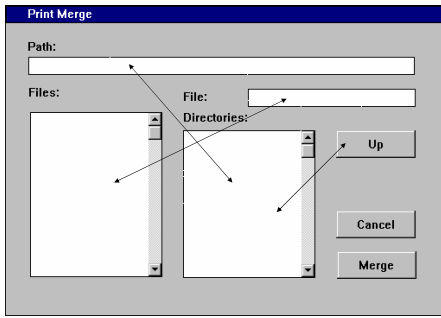 Print Merge
Path:
Files:
File:
Directories:
Up
Cancel
Merge